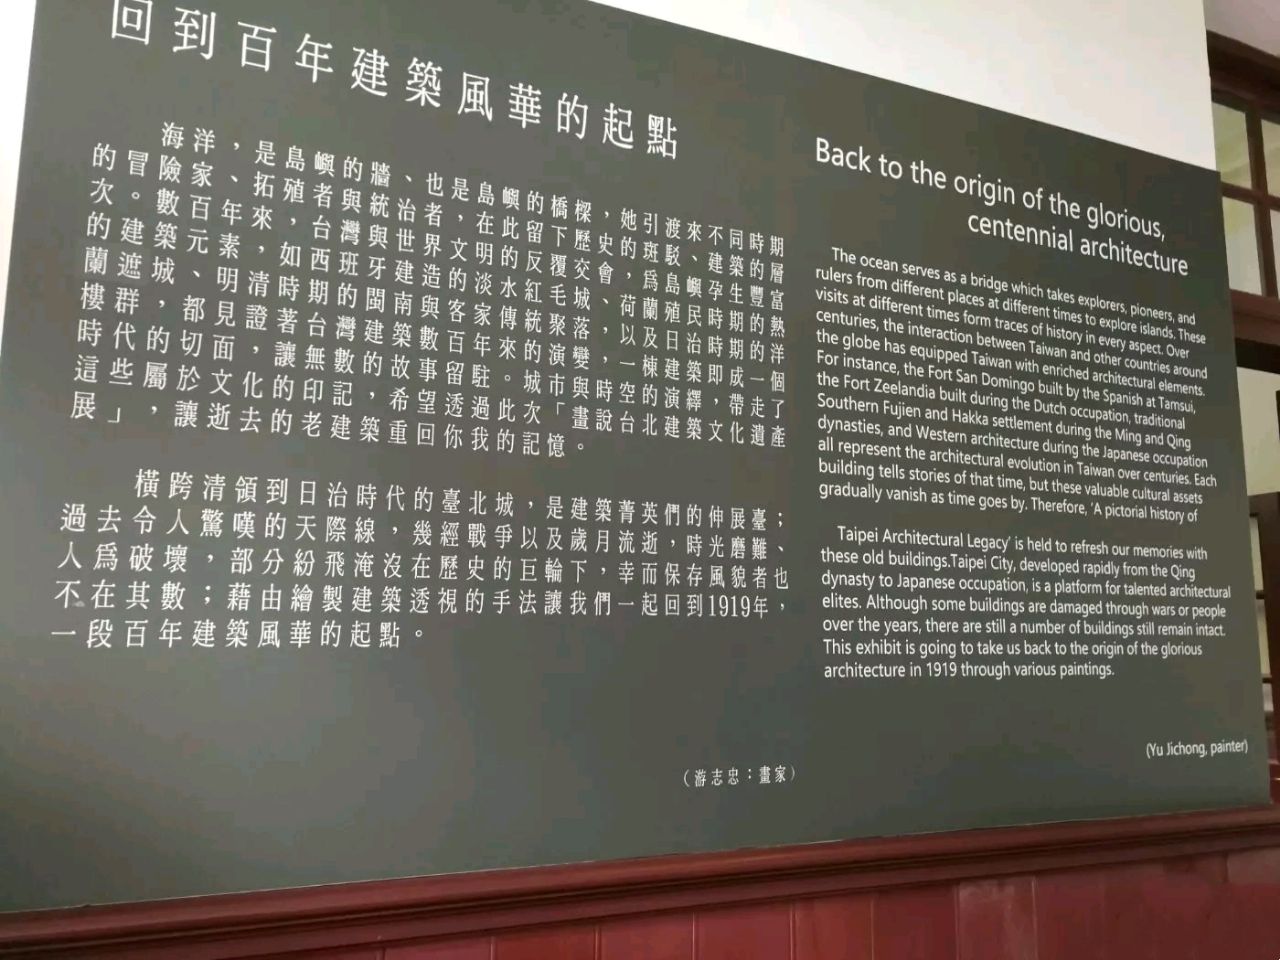 回到百年建築風華的起點
海洋，是島嶼的牆、也是島嶼的橋樑，她引渡來不同時期
的冒險家、拓殖者與統治者，在此留下歷史的斑駁、建築的層
次。數百年來，台灣與世界文明的反覆交會，爲島嶼孕生豐富
的建築元素，如西班牙建造的淡水紅毛城、荷蘭殖民時期的熱
蘭遮城、明清時期的閩南與客家傳統聚落，以及日治時期的洋
樓群，都見證著台灣建築數百年來的演變，一棟建築即成一個
時代的切面，讓無數的故事留駐。城市與時空的演繹，帶走了
這些屬於文化的印記，希望透過此次「畫說台北建築文化遺產
展」，讓逝去的老建築重回你我的記憶。
橫跨清領到日治時代的臺北城，是建築菁英們的伸展臺；
過去令人驚嘆的天際線，幾經戰爭以及歲月流逝，時光磨難、
人爲破壞，部分紛飛淹沒在歷史的巨輪下，幸而保存風貌者也
不在其數；藉由繪製建築透視的手法讓我們一起回到1919年，
一段百年建築風華的起點。
（游志忠：畫家）
Back to the origin of the glorious,
centennial architecture
The ocean serves as a bridge which takes explorers, pioneers, and
rulers from different places at different times to explore islands. These
visits at different times form traces of history in every aspect. Over
centuries, the interaction between Taiwan and other countries around
the globe has equipped Taiwan with enriched architectural elements.
For instance, the Fort San Domingo built by the Spanish at Tamsui,
the Fort Zeelandia built during the Dutch occupation, traditional
Southern Fujien and Hakka settlement during the Ming and Qing
dynasties, and Western architecture during the Japanese occupation
all represent the architectural evolution in Taiwan over centuries. Each
building tells stories of that time, but these valuable cultural assets
gradually vanish as time goes by. Therefore, 'A pictorial history of
Taipei Architectural Legacy' is held to refresh our memories with
these old buildings.Taipei City, developed rapidly from the Qing
dynasty to Japanese occupation, is a platform for talented architectural
elites. Although some buildings are damaged through wars or people
over the years, there are still a number of buildings still remain intact.
This exhibit is going to take us back to the origin of the glorious
architecture in 1919 through various paintings.
(Yu Jichong, painter)